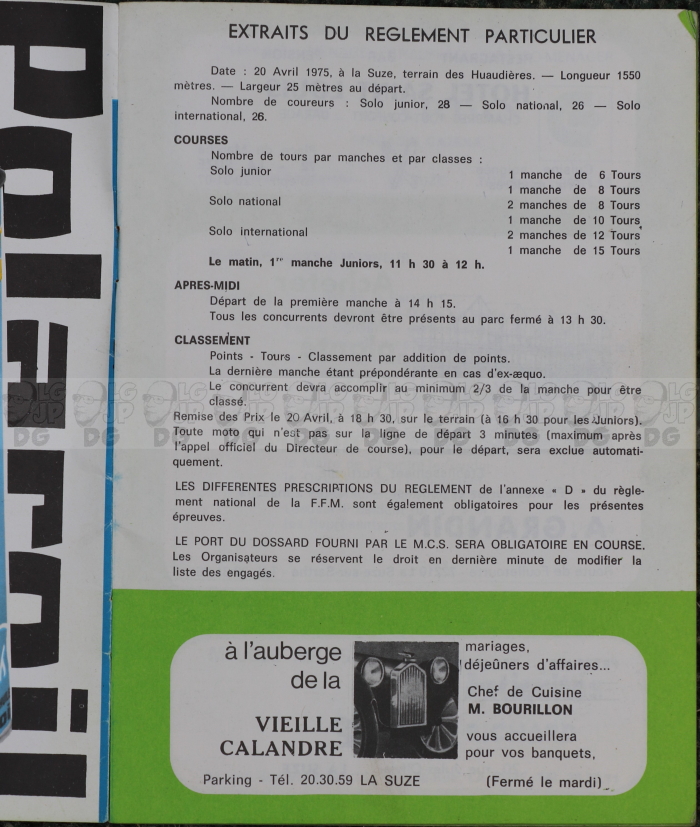 polaroi
EXTRAITS DU REGLEMENT PARTICULIER
Date : 20 Avril 1975, à la Suze, terrain des Huaudières. — Longueur 1550
mètres. — Largeur 25 mètres au départ.
Nombre de coureurs : Solo junior, 28 — Solo national, 26 — Solo
international, 26.
COURSES
Nombre de tours par manches et par classes :
Solo junior 1 manche de 6 Tours
1 manche de 8 Tours
Solo national 2 manches de 8 Tours
1 manche de 10 Tours
Solo international 2 manches de 12 Tours
1 manche de 15 Tours
Le matin, 1re manche Juniors, 11 h 30 à 12 h.
APRES-MIDI
Départ de la première manche à 14 h 15.
Tous les concurrents devront être présents au parc fermé à 13 h 30.
CLASSEMENT
Points - Tours - Classement par addition de points.
La dernière manche étant prépondérante en cas d'ex-æquo.
Le concurrent devra accomplir au minimum 2/3 de la manche pour être
classé.
Remise des Prix le 20 Avril, à 18 h 30, sur le terrain (à 16 h 30 pour les Juniors).
Toute moto qui n'est pas sur la ligne de départ 3 minutes (maximum après
l'appel officiel du Directeur de course), pour le départ, sera exclue automati-
quement.
LES DIFFERENTES PRESCRIPTIONS DU REGLEMENT de l'annexe « D » du règle-
ment national de la F.F.M. sont également obligatoires pour les présentes
épreuves.
LE PORT DU DOSSARD FOURNI PAR LE M.C.S. SERA OBLIGATOIRE EN COURSE.
Les Organisateurs se réservent le droit en dernière minute de modifier la
liste des engagés.
à l'auberge
de la
VIEILLE
CALANDRE
mariages,
déjeûners d'affaires...
Chef de Cuisine
M. BOURILLON
vous accueillera
pour vos banquets,
Parking - Tél. 20.30.59 LA SUZE (Fermé le mardi)